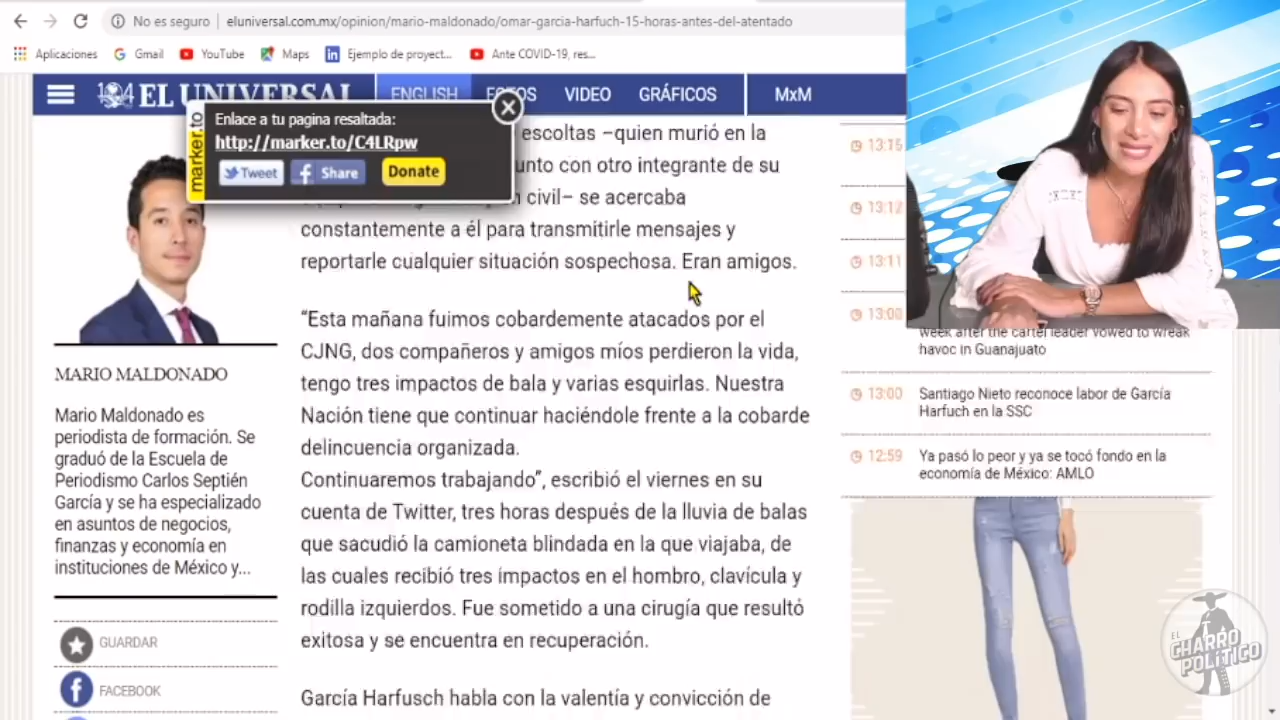 No es seguro
eluniversal.com.mx/opinion/mario-maldonado/omar-garcia-harfuch-15-horas-antes-del-atentado
Aplicaciones
Gmail
YouTube
Maps
Ejemplo de proyect...
Ante COVID-19, res...
104 EL UNIVERSAL
ENGLISH
FOTOS
VIDEO
GRÁFICOS
MxM
marker.to
Enlace a tu pagina resaltada:
http://marker.to/C4LRpw
Tweet
Share
Donate
escoltas –quien murió en la
unto con otro integrante de su
civil– se acercaba
constantemente a él para transmitirle mensajes y
reportarle cualquier situación sospechosa. Eran amigos.
“Esta mañana fuimos cobardemente atacados por el
CJNG, dos compañeros y amigos míos perdieron la vida,
tengo tres impactos de bala y varias esquirlas. Nuestra
Nación tiene que continuar haciéndole frente a la cobarde
delincuencia organizada.
Continuaremos trabajando”, escribió el viernes en su
cuenta de Twitter, tres horas después de la lluvia de balas
que sacudió la camioneta blindada en la que viajaba, de
las cuales recibió tres impactos en el hombro, clavícula y
rodilla izquierdos. Fue sometido a una cirugía que resultó
exitosa y se encuentra en recuperación.
García Harfusch habla con la valentía y convicción de
MARIO MALDONADO
Mario Maldonado es
periodista de formación. Se
graduó de la Escuela de
Periodismo Carlos Septién
García y se ha especializado
en asuntos de negocios,
finanzas y economía en
instituciones de México y...
GUARDAR
FACEBOOK
13:15
13:12
13:11
13:00
week after the cartel leader vowed to wreak
havoc in Guanajuato
13:00
Santiago Nieto reconoce labor de García
Harfuch en la SSC
12:59
Ya pasó lo peor y ya se tocó fondo en la
economía de México: AMLO
EL
CHARRO
POLÍTICO